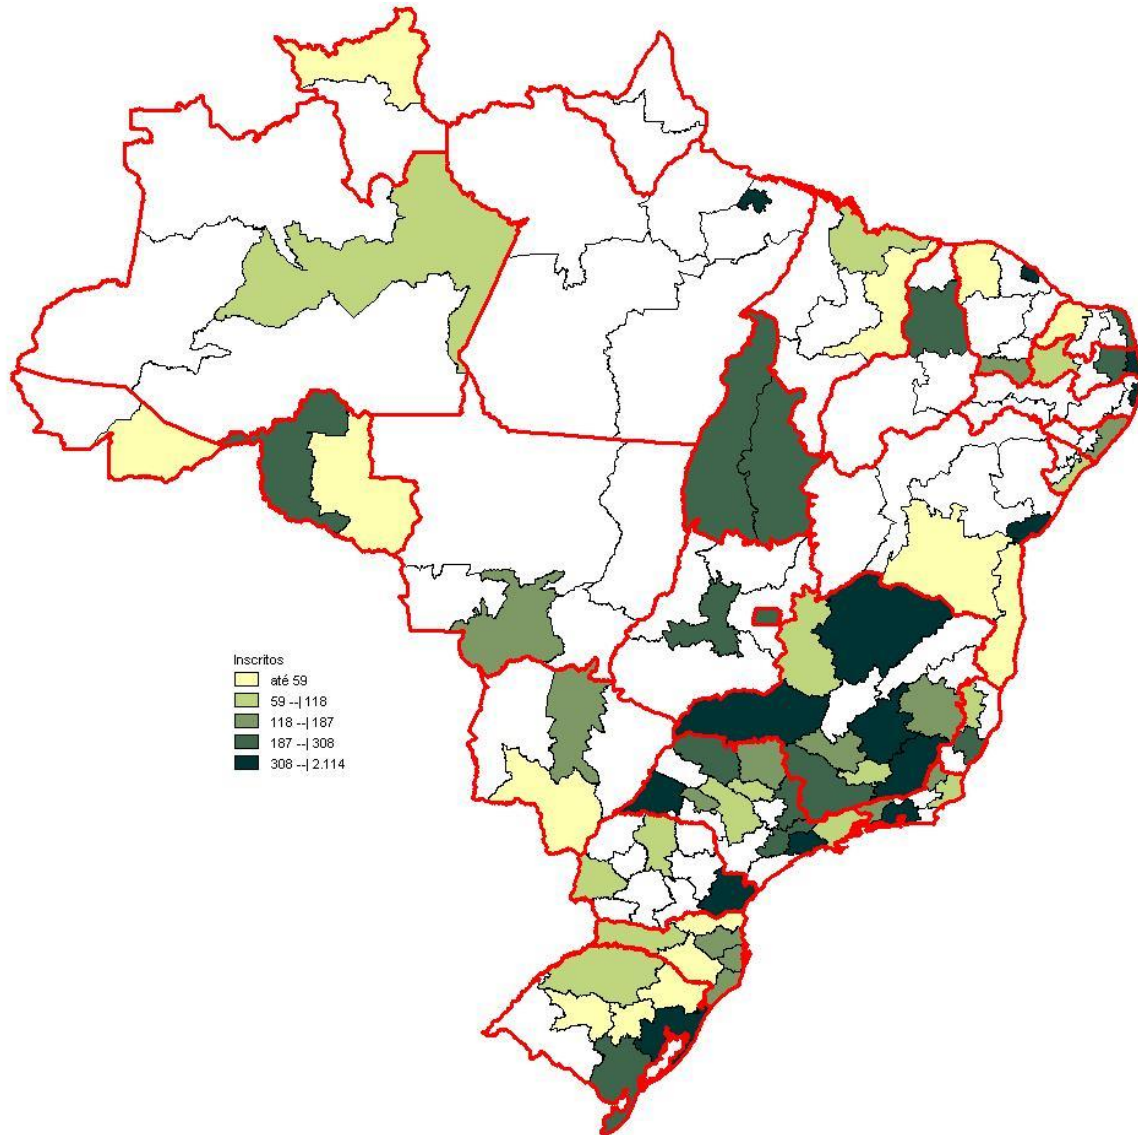 Inscritos
até 59
59 --| 118
118 --| 187
187 --| 308
308 --| 2.114